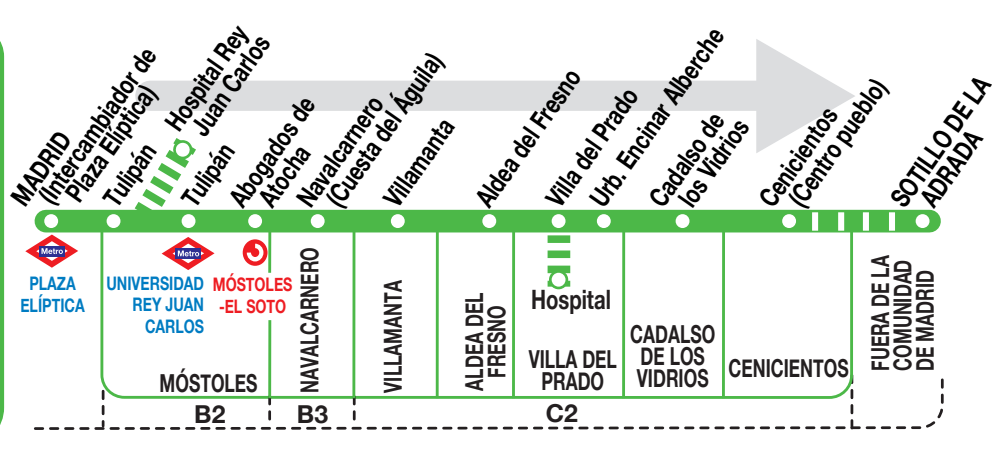 MADRID
(Intercambiador de
Plaza Elíptica)
Tulipán
Hospital Rey
Juan Carlos
Tulipán
Abogados de
Atocha
Navalcarnero
(Cuesta del Águila)
Villamanta
Aldea del Fresno
Villa del Prado
Urb. Encinar Alberche
Cadalso de
los Vidrios
Cenicientos
(Centro pueblo)
SOTILLO DE LA
ADRADA
Metro
PLAZA
ELÍPTICA
Metro
UNIVERSIDAD
REY JUAN
CARLOS
MÓSTOLES
-EL SOTO
Hospital
MÓSTOLES
NAVALCARNERO
VILLAMANTA
ALDEA DEL
FRESNO
VILLA DEL
PRADO
CADALSO
DE LOS
VIDRIOS
CENICIENTOS
FUERA DE LA
COMUNIDAD
DE MADRID
B2
B3
C2